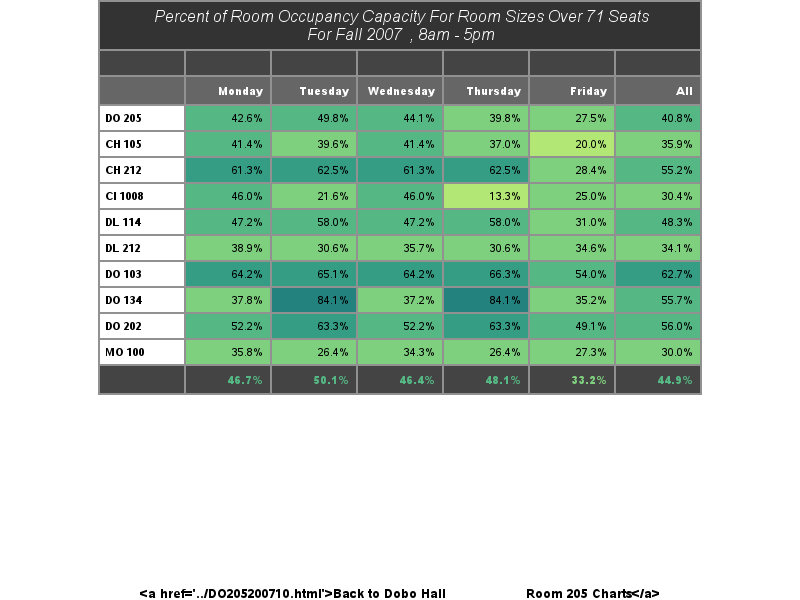 Percent of Room Occupancy Capacity For Room Sizes Over 71 Seats
For Fall 2007 , 8am - 5pm
Monday Tuesday Wednesday Thursday Friday All
DO 205 42.6% 49.8% 44.1% 39.8% 27.5% 40.8%
CH 105 41.4% 39.6% 41.4% 37.0% 20.0% 35.9%
CH 212 61.3% 62.5% 61.3% 62.5% 28.4% 55.2%
CI 1008 46.0% 21.6% 46.0% 13.3% 25.0% 30.4%
DL 114 47.2% 58.0% 47.2% 58.0% 31.0% 48.3%
DL 212 38.9% 30.6% 35.7% 30.6% 34.6% 34.1%
DO 103 64.2% 65.1% 64.2% 66.3% 54.0% 62.7%
DO 134 37.8% 84.1% 37.2% 84.1% 35.2% 55.7%
DO 202 52.2% 63.3% 52.2% 63.3% 49.1% 56.0%
MO 100 35.8% 26.4% 34.3% 26.4% 27.3% 30.0%
46.7% 50.1% 46.4% 48.1% 33.2% 44.9%
<a href='../DO205200710.html'>Back to Dobo Hall Room 205 Charts</a>